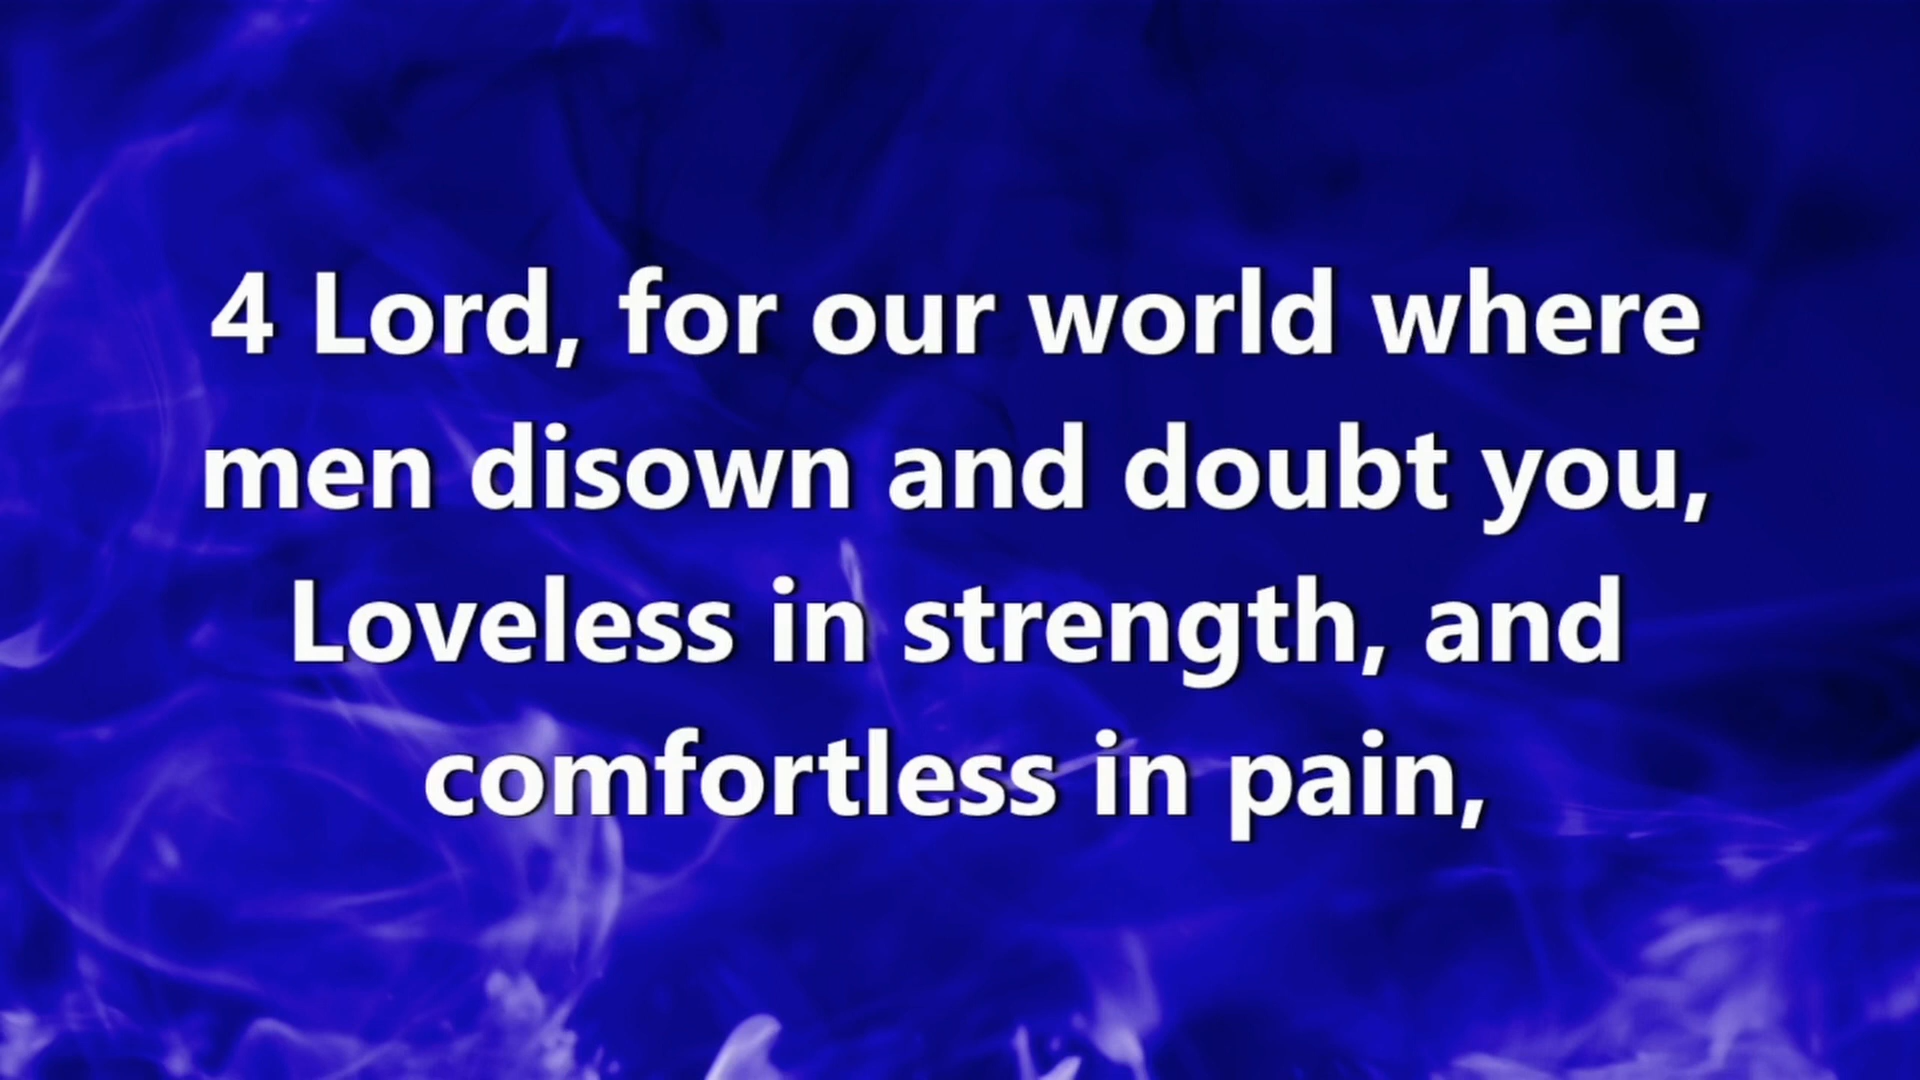 4 Lord, for our world where
men disown and doubt you,
Loveless in strength, and
comfortless in pain,